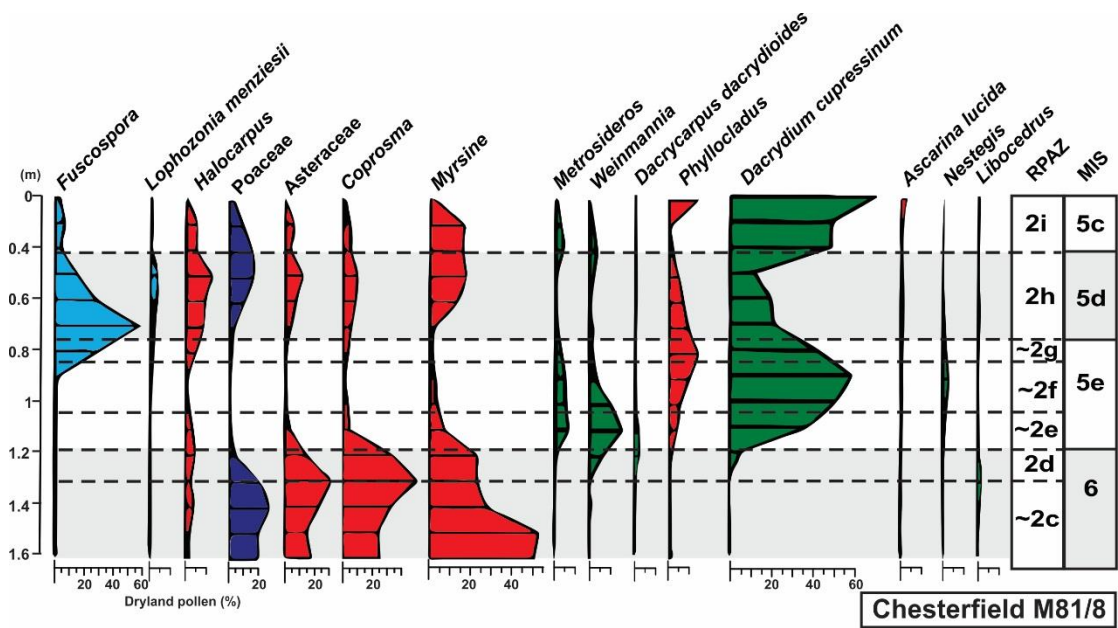 Fuscospora
Lophozonia menziesii
Halocarpus
Poaceae
Asteraceae
Coprosma
Myrsine
Metrosideros
Weinmannia
Dacrycarpus dacrydioides
Phyllocladus
Dacrydium cupressinum
Ascarina lucida
Nestegis
Libocedrus
RPAZ
MIS
(m)
0
0.4
0.6
0.8
1
1.2
1.4
1.6
2i
2h
~2g
~2f
~2e
2d
~2c
5c
5d
5e
6
20 40 60
20
20
20
20 40
20 40 60
Dryland pollen (%)
Chesterfield M81/8